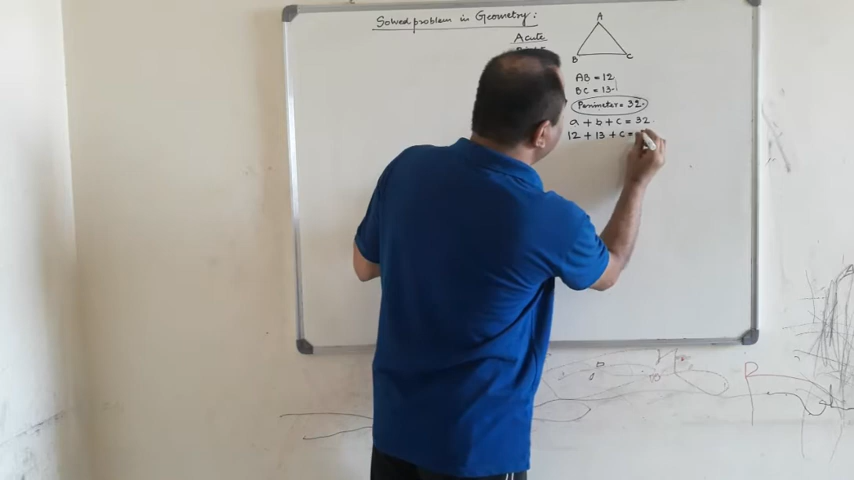 Solved problem in Geometry:
Acute
A
B
C
AB = 12
BC = 13
Perimeter = 32
a + b + c = 32
12 + 13 + c =